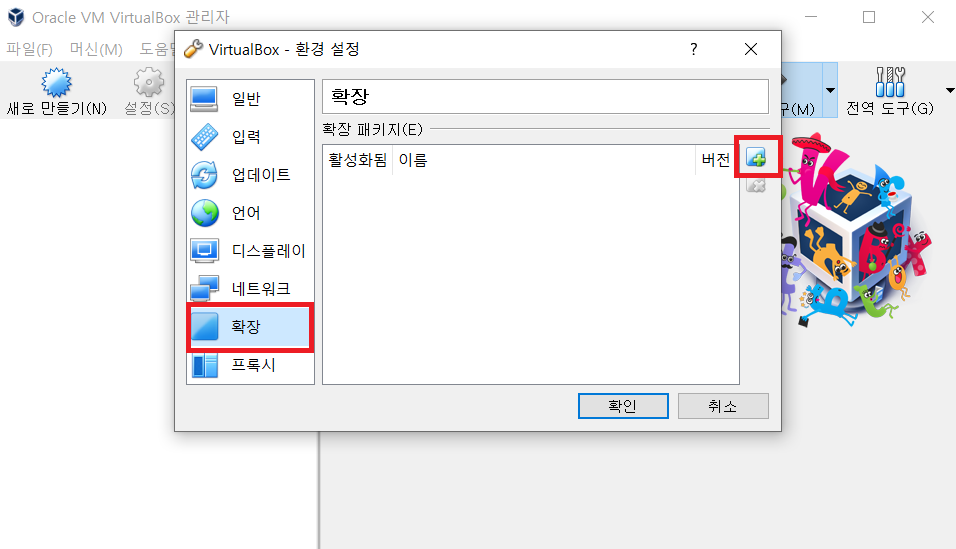 Oracle VM VirtualBox 관리자
파일(F) 머신(M) 도움
VirtualBox - 환경 설정 ?
새로 만들기(N) 설정(S) (M) 전역 도구(G)
일반
입력
업데이트
언어
디스플레이
네트워크
확장
프록시
확장
확장 패키지(E)
활성화됨 이름 버전
확인 취소